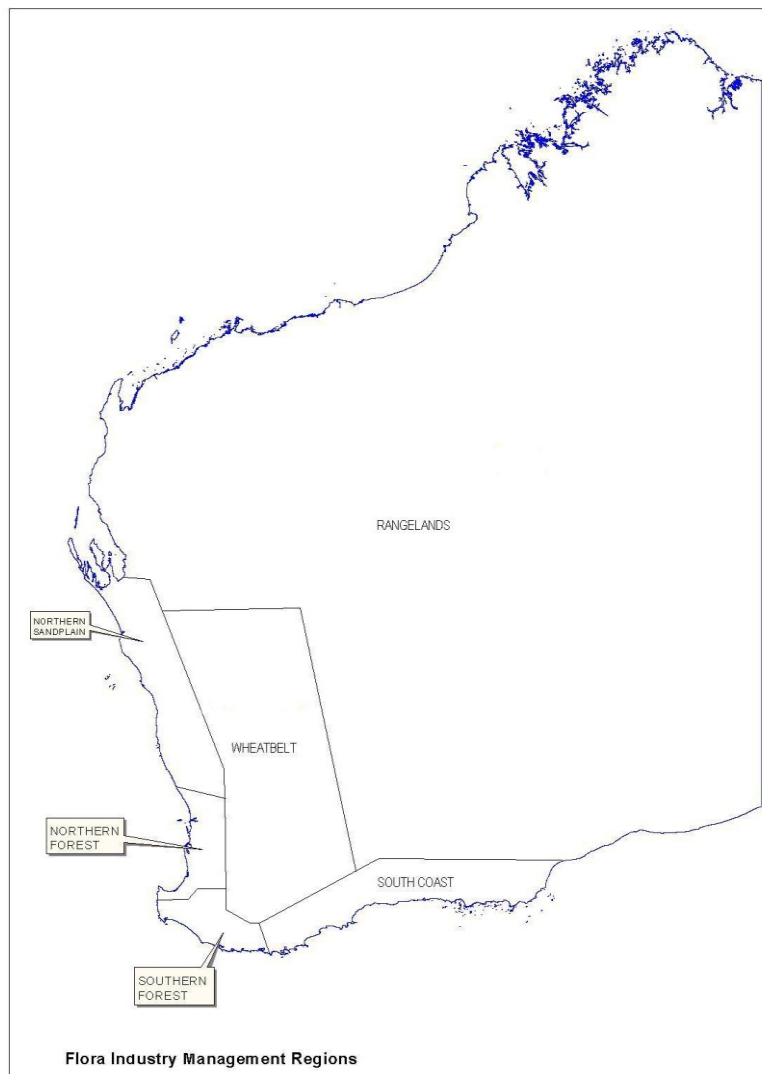 RANGELANDS
NORTHERN
SANDPLAIN
WHEATBELT
NORTHERN
FOREST
SOUTH COAST
SOUTHERN
FOREST
Flora Industry Management Regions